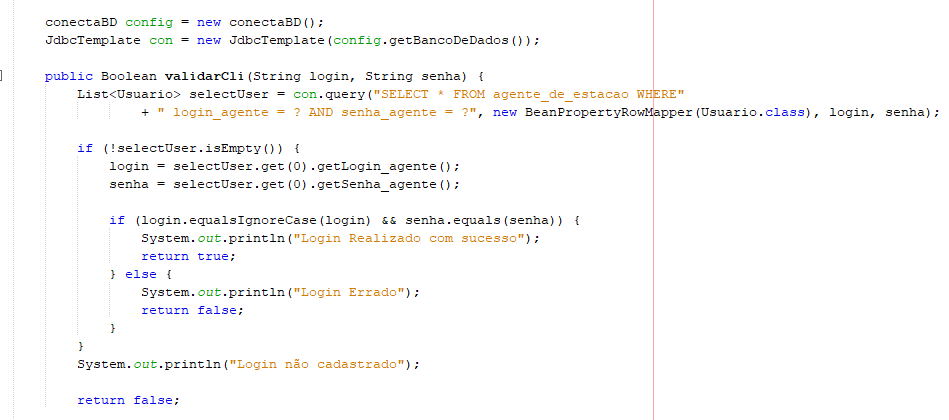 conectaBD config = new conectaBD();
JdbcTemplate con = new JdbcTemplate(config.getBancoDeDados());
public Boolean validarCli(String login, String senha) {
List<Usuario> selectUser = con.query("SELECT * FROM agente_de_estacao WHERE"
+ " login_agente = ? AND senha_agente = ?", new BeanPropertyRowMapper(Usuario.class), login, senha);
if (!selectUser.isEmpty()) {
login = selectUser.get(0).getLogin_agente();
senha = selectUser.get(0).getSenha_agente();
if (login.equalsIgnoreCase(login) && senha.equals(senha)) {
System.out.println("Login Realizado com sucesso");
return true;
} else {
System.out.println("Login Errado");
return false;
}
}
System.out.println("Login não cadastrado");
return false;